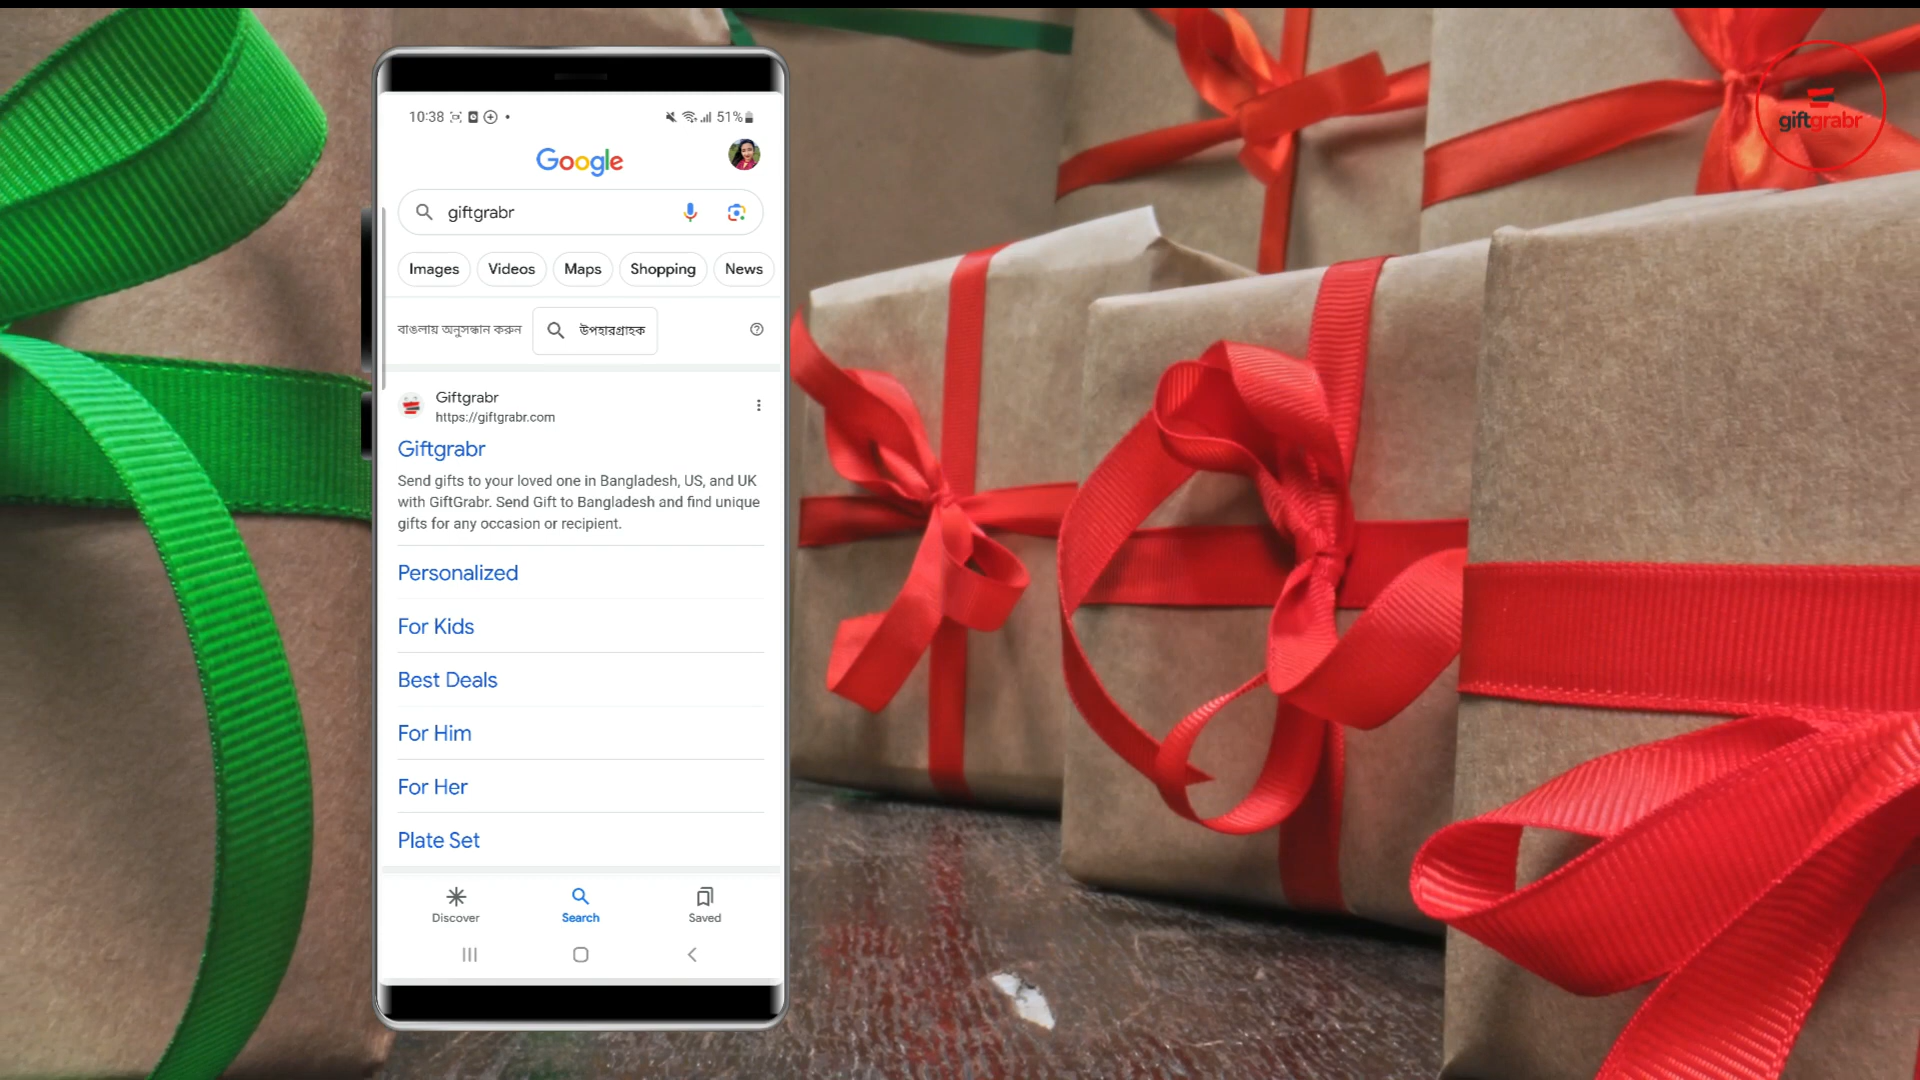 10:38
51%
Google
giftgrabr
Images Videos Maps Shopping News
বাঙলায় অনুসন্ধান করুন
উপহারগ্রাহক
Giftgrabr
https://giftgrabr.com
Giftgrabr
Send gifts to your loved one in Bangladesh, US, and UK
with GiftGrabr. Send Gift to Bangladesh and find unique
gifts for any occasion or recipient.
Personalized
For Kids
Best Deals
For Him
For Her
Plate Set
Discover Search Saved
giftgrabr